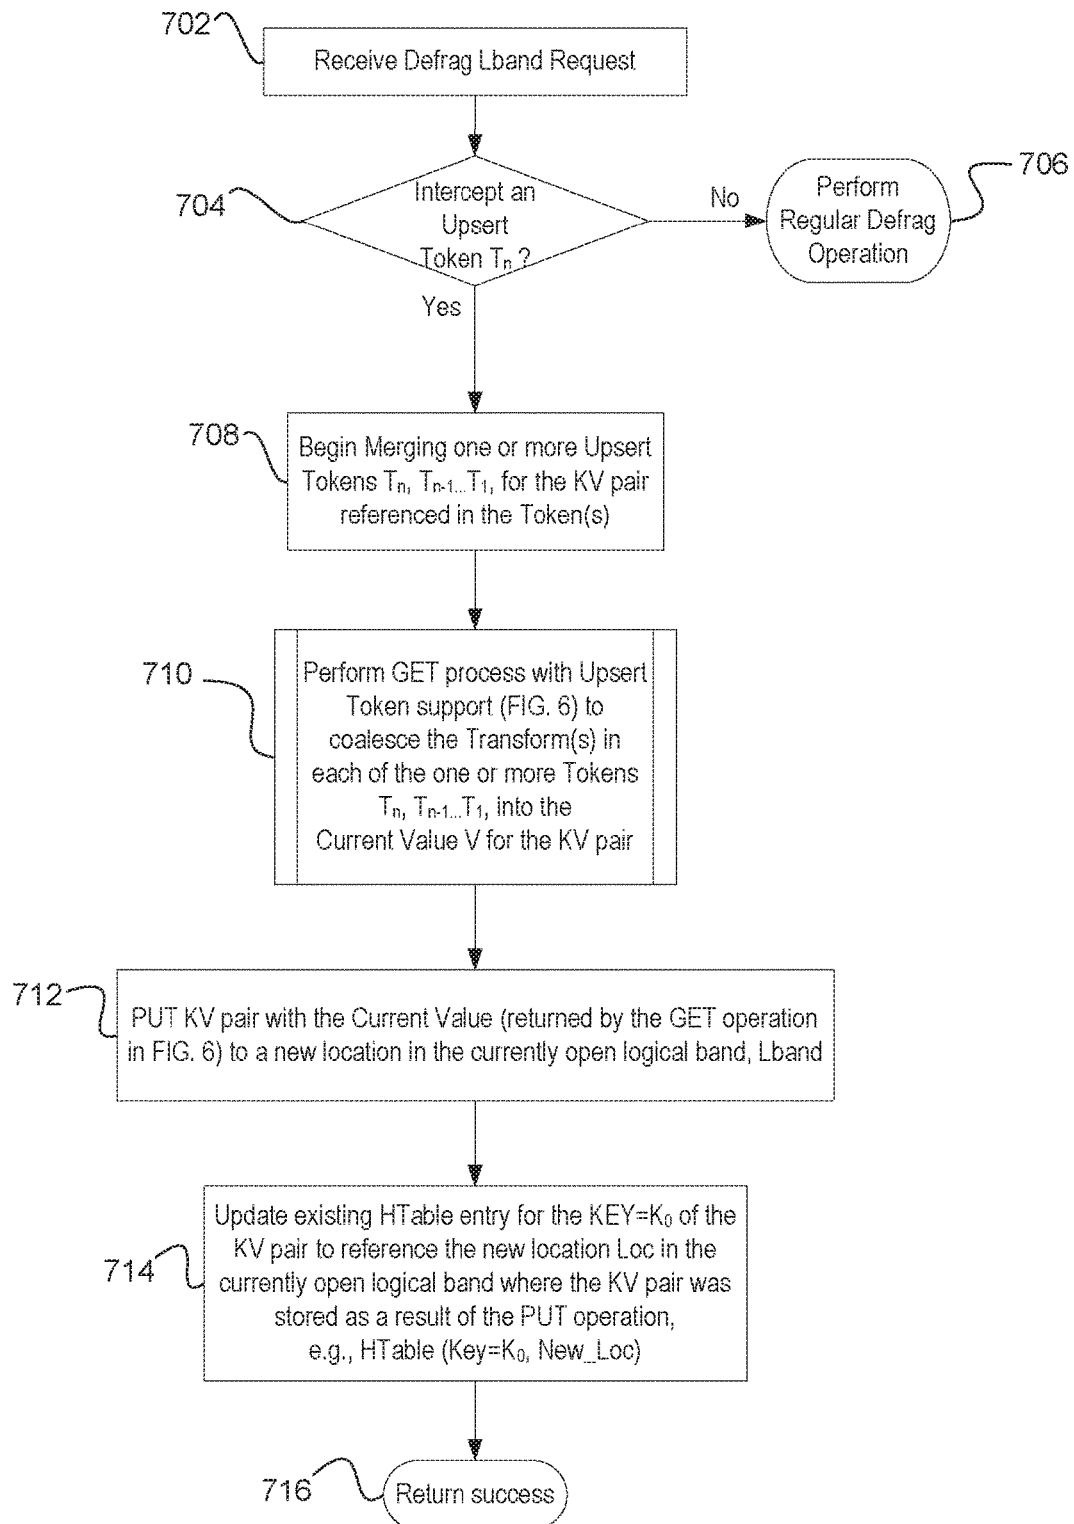 702
Receive Defrag Lband Request
704
Intercept an
Upsert
Token Tₙ ?
No
706
Perform
Regular Defrag
Operation
Yes
708
Begin Merging one or more Upsert
Tokens Tₙ, Tₙ₋₁...T₁, for the KV pair
referenced in the Token(s)
710
Perform GET process with Upsert
Token support (FIG. 6) to
coalesce the Transform(s) in
each of the one or more Tokens
Tₙ, Tₙ₋₁...T₁, into the
Current Value V for the KV pair
712
PUT KV pair with the Current Value (returned by the GET operation
in FIG. 6) to a new location in the currently open logical band, Lband
714
Update existing HTable entry for the KEY=K₀ of the
KV pair to reference the new location Loc in the
currently open logical band where the KV pair was
stored as a result of the PUT operation,
e.g., HTable (Key=K₀, New_Loc)
716
Return success